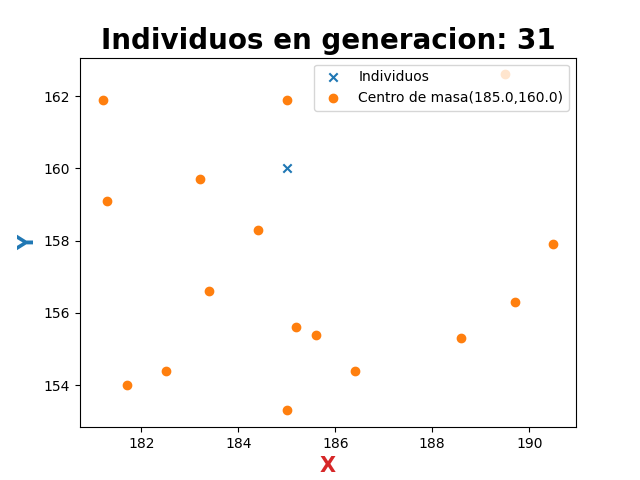 Individuos en generacion: 31
Individuos
Centro de masa(185.0,160.0)
162
160
158
156
154
Y
182
184
186
188
190
X